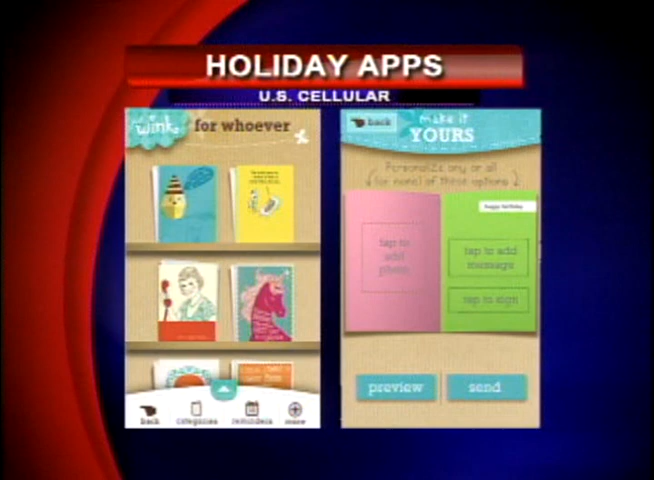 HOLIDAY APPS
U.S. CELLULAR
wink
for whoever
back
categories
reminders
more
back
make it
YOURS
Personalize any or all
(or none) of these options
tap to
add
photo
happy birthday
tap to add
message
tap to sign
preview
send